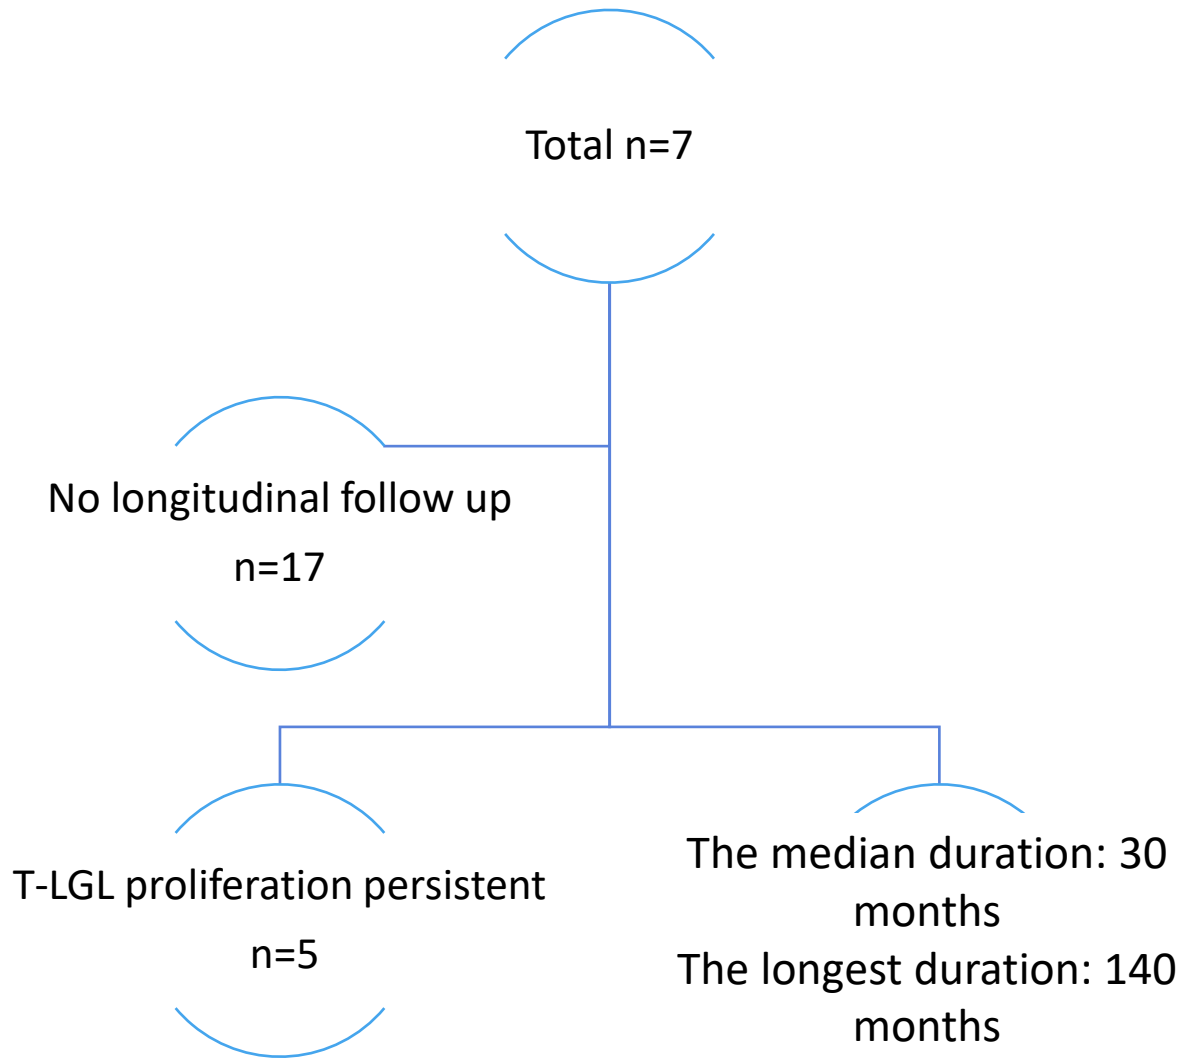 Total n=7
No longitudinal follow up
n=17
T-LGL proliferation persistent
n=5
The median duration: 30
months
The longest duration: 140
months